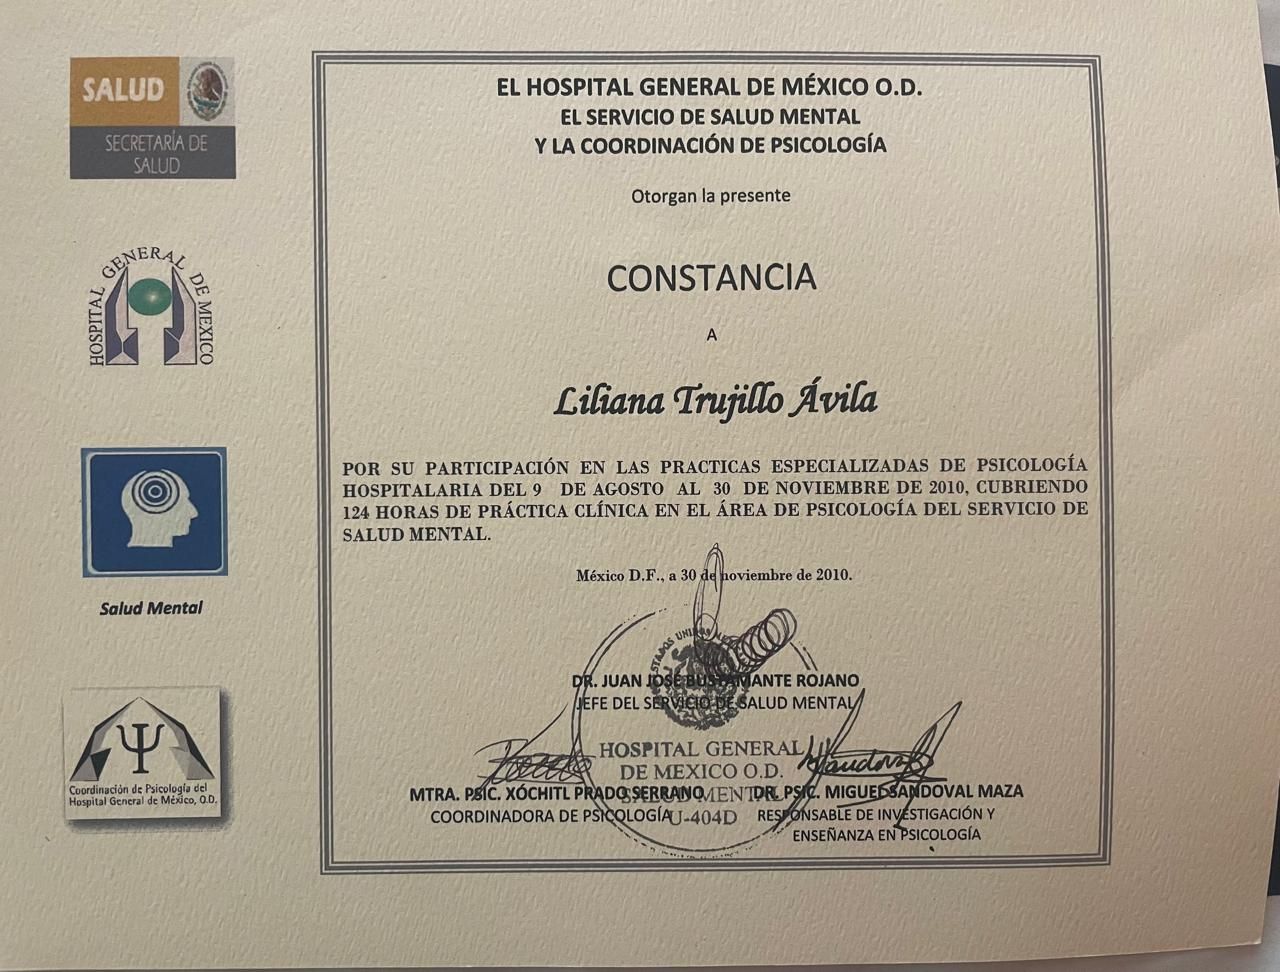 SALUD
SECRETARÍA DE
SALUD
HOSPITAL GENERAL DE MEXICO
Salud Mental
Coordinación de Psicología del
Hospital General de México, O.D.
EL HOSPITAL GENERAL DE MÉXICO O.D.
EL SERVICIO DE SALUD MENTAL
Y LA COORDINACIÓN DE PSICOLOGÍA
Otorgan la presente
CONSTANCIA
A
Liliana Trujillo Ávila
POR SU PARTICIPACIÓN EN LAS PRACTICAS ESPECIALIZADAS DE PSICOLOGÍA
HOSPITALARIA DEL 9 DE AGOSTO AL 30 DE NOVIEMBRE DE 2010, CUBRIENDO
124 HORAS DE PRÁCTICA CLÍNICA EN EL ÁREA DE PSICOLOGÍA DEL SERVICIO DE
SALUD MENTAL.
México D.F., a 30 de noviembre de 2010.
DR. JUAN JOSÉ BUSTAMANTE ROJANO
JEFE DEL SERVICIO DE SALUD MENTAL
HOSPITAL GENERAL
DE MEXICO O.D.
SALUD MENTAL
U-404D
MTRA. PSIC. XÓCHITL PRADO SERRANO
COORDINADORA DE PSICOLOGÍA
DR. PSIC. MIGUEL SANDOVAL MAZA
RESPONSABLE DE INVESTIGACIÓN Y
ENSEÑANZA EN PSICOLOGÍA